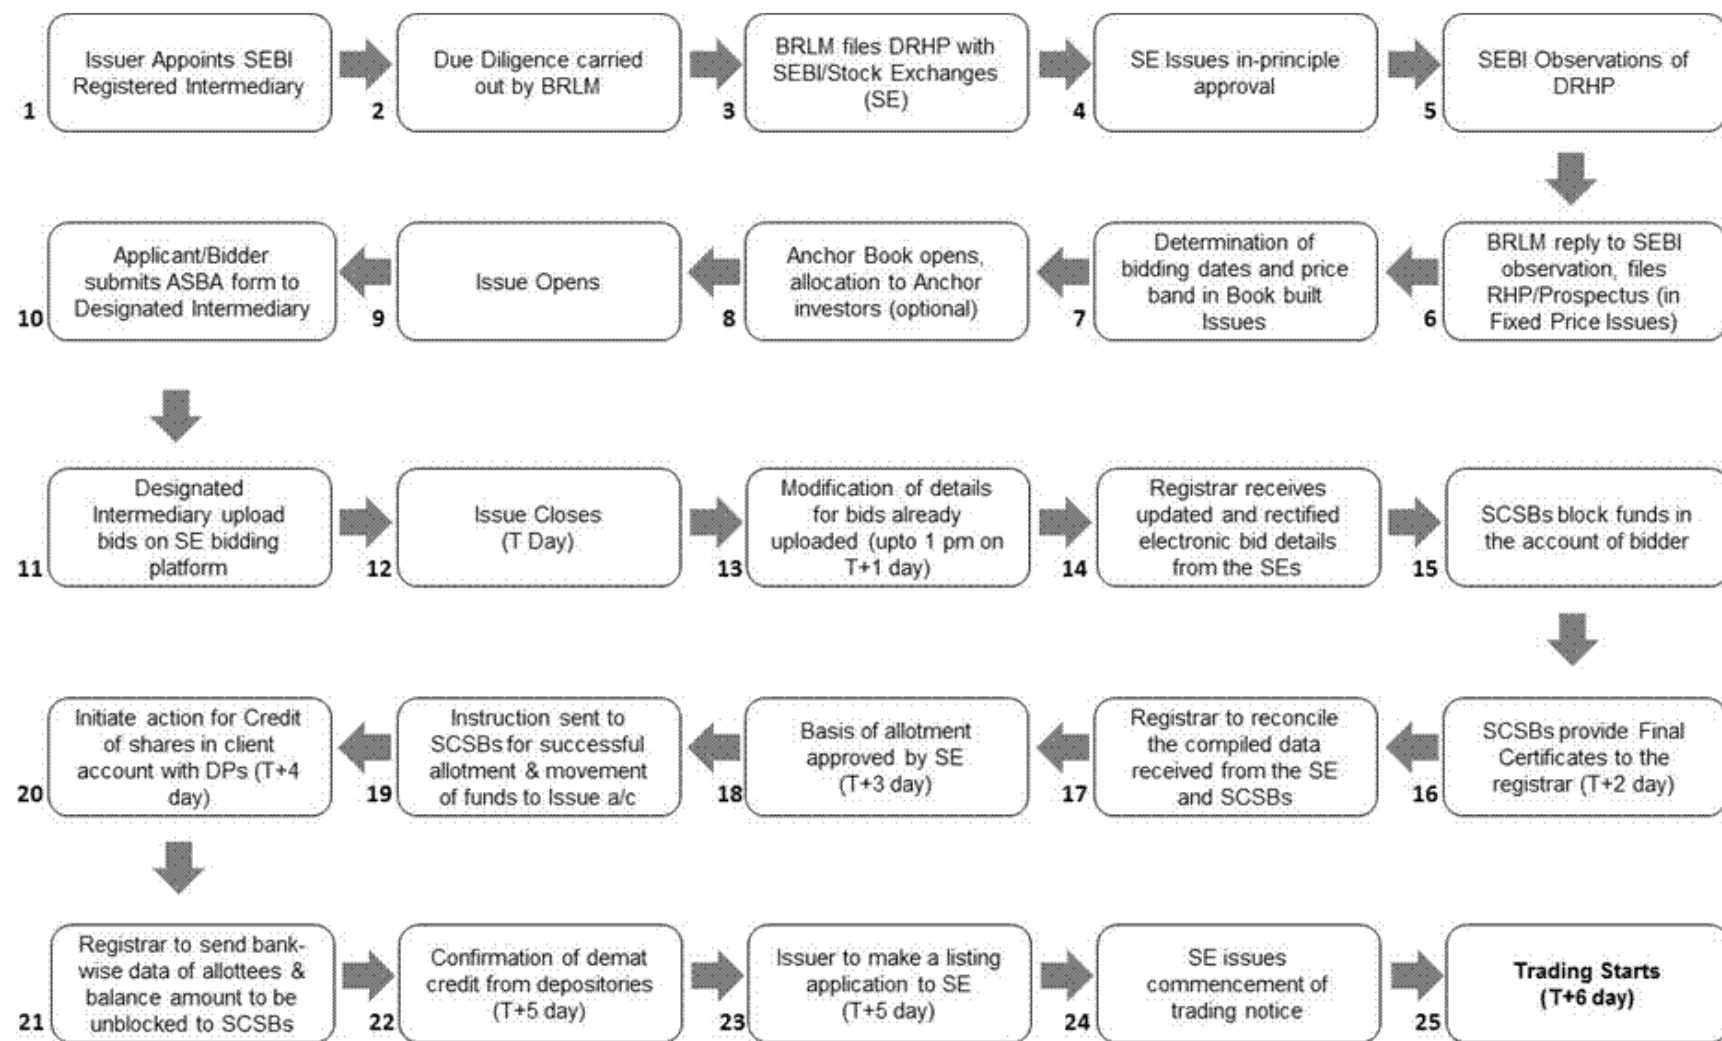 1
Issuer Appoints SEBI
Registered Intermediary
2
Due Diligence carried
out by BRLM
3
BRLM files DRHP with
SEBI/Stock Exchanges
(SE)
4
SE Issues in-principle
approval
5
SEBI Observations of
DRHP
6
BRLM reply to SEBI
observation, files
RHP/Prospectus (in
Fixed Price Issues)
7
Determination of
bidding dates and price
band in Book built
Issues
8
Anchor Book opens,
allocation to Anchor
investors (optional)
9
Issue Opens
10
Applicant/Bidder
submits ASBA form to
Designated Intermediary
11
Designated
Intermediary upload
bids on SE bidding
platform
12
Issue Closes
(T Day)
13
Modification of details
for bids already
uploaded (upto 1 pm on
T+1 day)
14
Registrar receives
updated and rectified
electronic bid details
from the SEs
15
SCSBs block funds in
the account of bidder
16
SCSBs provide Final
Certificates to the
registrar (T+2 day)
17
Registrar to reconcile
the compiled data
received from the SE
and SCSBs
18
Basis of allotment
approved by SE
(T+3 day)
19
Instruction sent to
SCSBs for successful
allotment & movement
of funds to Issue a/c
20
Initiate action for Credit
of shares in client
account with DPs (T+4
day)
21
Registrar to send bank-
wise data of allottees &
balance amount to be
unblocked to SCSBs
22
Confirmation of demat
credit from depositories
(T+5 day)
23
Issuer to make a listing
application to SE
(T+5 day)
24
SE issues
commencement of
trading notice
25
Trading Starts
(T+6 day)